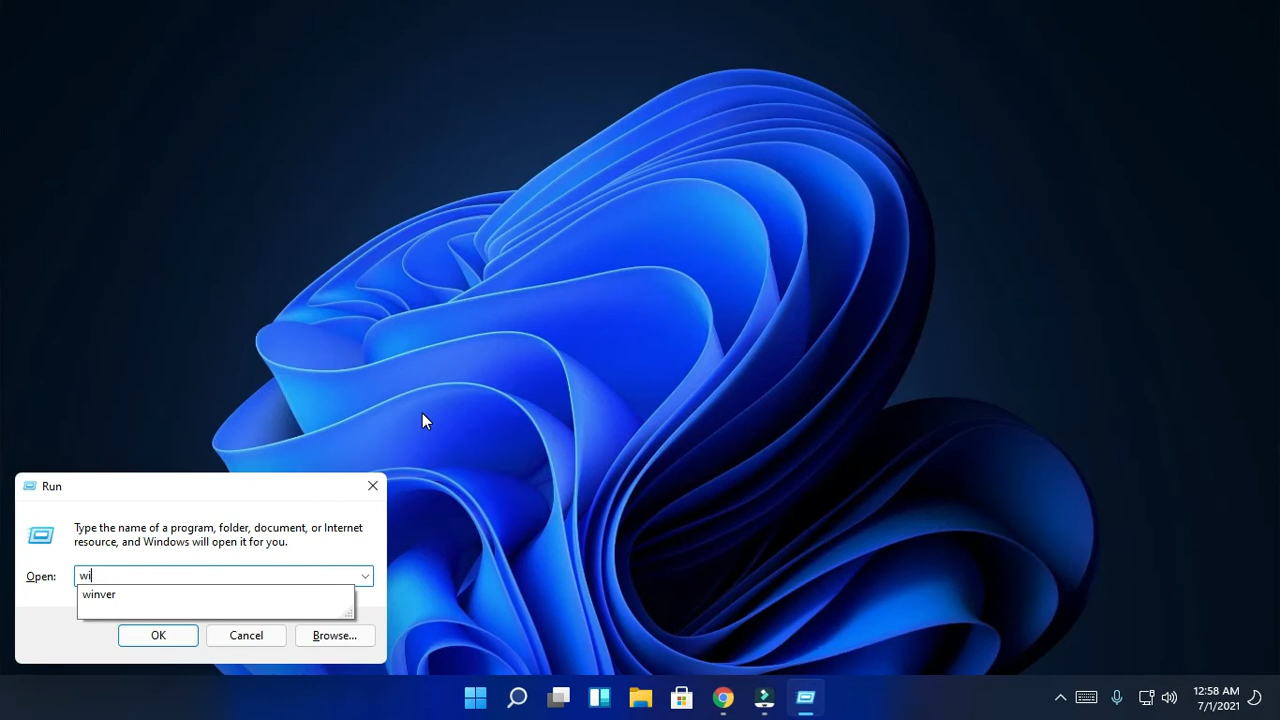 Run
Type the name of a program, folder, document, or Internet
resource, and Windows will open it for you.
Open:
wi
winver
OK
Cancel
Browse...
12:58 AM
7/1/2021